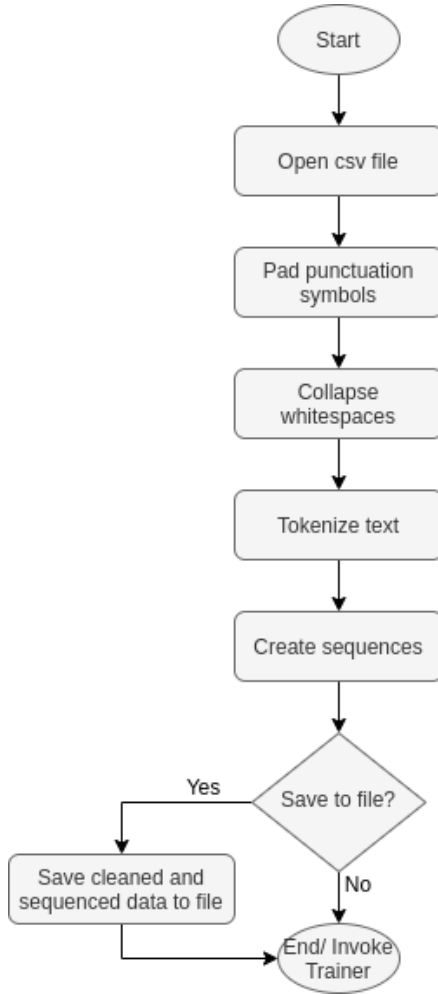 Start
Open csv file
Pad punctuation
symbols
Collapse
whitespaces
Tokenize text
Create sequences
Save to file?
Yes
No
Save cleaned and
sequenced data to file
End/ Invoke
Trainer